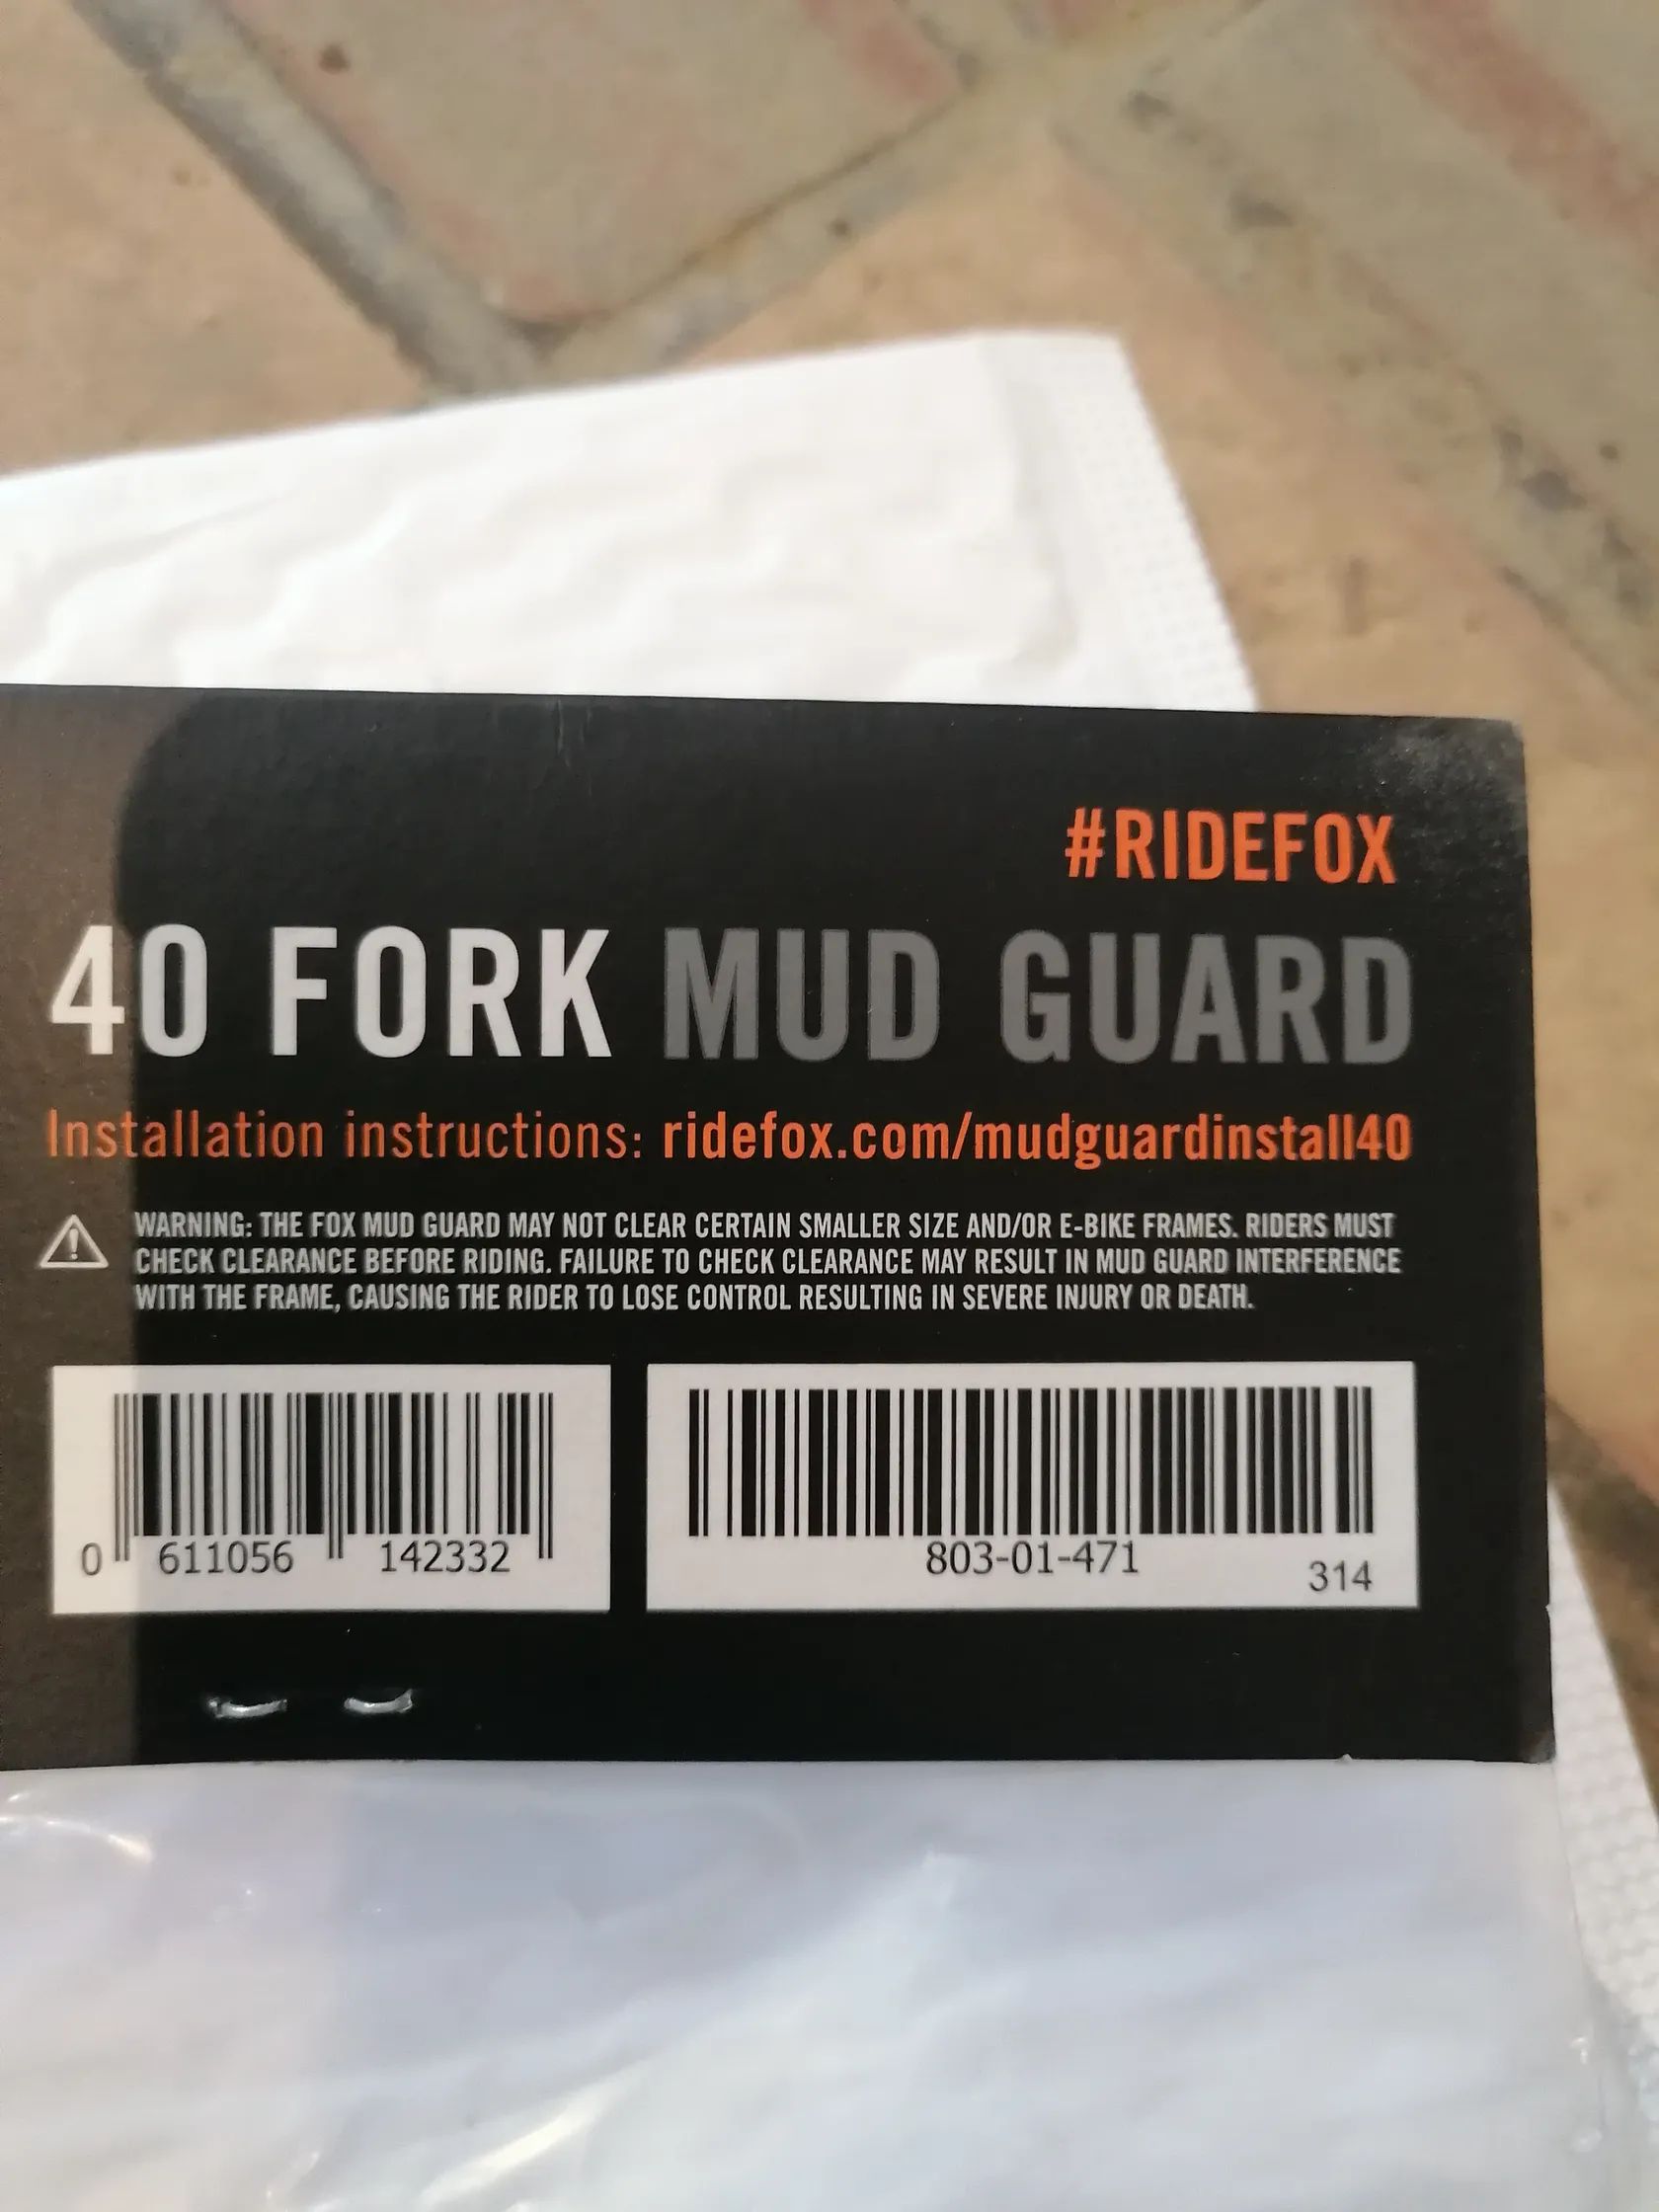 #RIDEFOX
40 FORK MUD GUARD
Installation instructions: ridefox.com/mudguardinstall40
WARNING: THE FOX MUD GUARD MAY NOT CLEAR CERTAIN SMALLER SIZE AND/OR E-BIKE FRAMES. RIDERS MUST
CHECK CLEARANCE BEFORE RIDING. FAILURE TO CHECK CLEARANCE MAY RESULT IN MUD GUARD INTERFERENCE
WITH THE FRAME, CAUSING THE RIDER TO LOSE CONTROL RESULTING IN SEVERE INJURY OR DEATH.
0 611056 142332
803-01-471
314